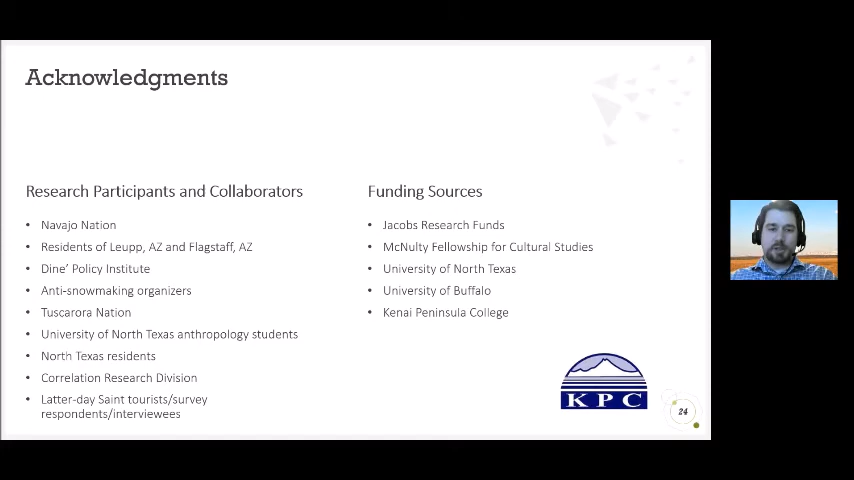 Acknowledgments
Research Participants and Collaborators
• Navajo Nation
• Residents of Leupp, AZ and Flagstaff, AZ
• Dine’ Policy Institute
• Anti-snowmaking organizers
• Tuscarora Nation
• University of North Texas anthropology students
• North Texas residents
• Correlation Research Division
• Latter-day Saint tourists/survey
respondents/interviewees
Funding Sources
• Jacobs Research Funds
• McNulty Fellowship for Cultural Studies
• University of North Texas
• University of Buffalo
• Kenai Peninsula College
KPC
24